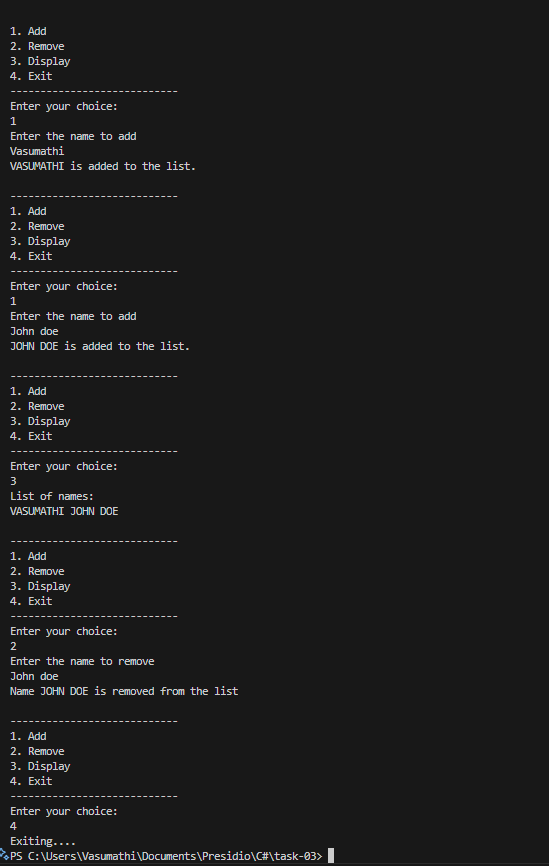 1. Add
2. Remove
3. Display
4. Exit
----------------------------
Enter your choice:
1
Enter the name to add
Vasumathi
VASUMATHI is added to the list.
----------------------------
1. Add
2. Remove
3. Display
4. Exit
----------------------------
Enter your choice:
1
Enter the name to add
John doe
JOHN DOE is added to the list.
----------------------------
1. Add
2. Remove
3. Display
4. Exit
----------------------------
Enter your choice:
3
List of names:
VASUMATHI JOHN DOE
----------------------------
1. Add
2. Remove
3. Display
4. Exit
----------------------------
Enter your choice:
2
Enter the name to remove
John doe
Name JOHN DOE is removed from the list
----------------------------
1. Add
2. Remove
3. Display
4. Exit
----------------------------
Enter your choice:
4
Exiting....
PS C:\Users\Vasumathi\Documents\Presidio\C#\task-03>